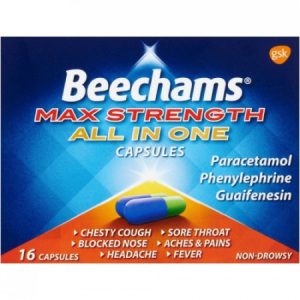 gsk
Beechams®
MAX STRENGTH
ALL IN ONE
CAPSULES
Paracetamol
Phenylephrine
Guaifenesin
CHESTY COUGH SORE THROAT
BLOCKED NOSE ACHES & PAINS
HEADACHE FEVER
16 CAPSULES
NON-DROWSY